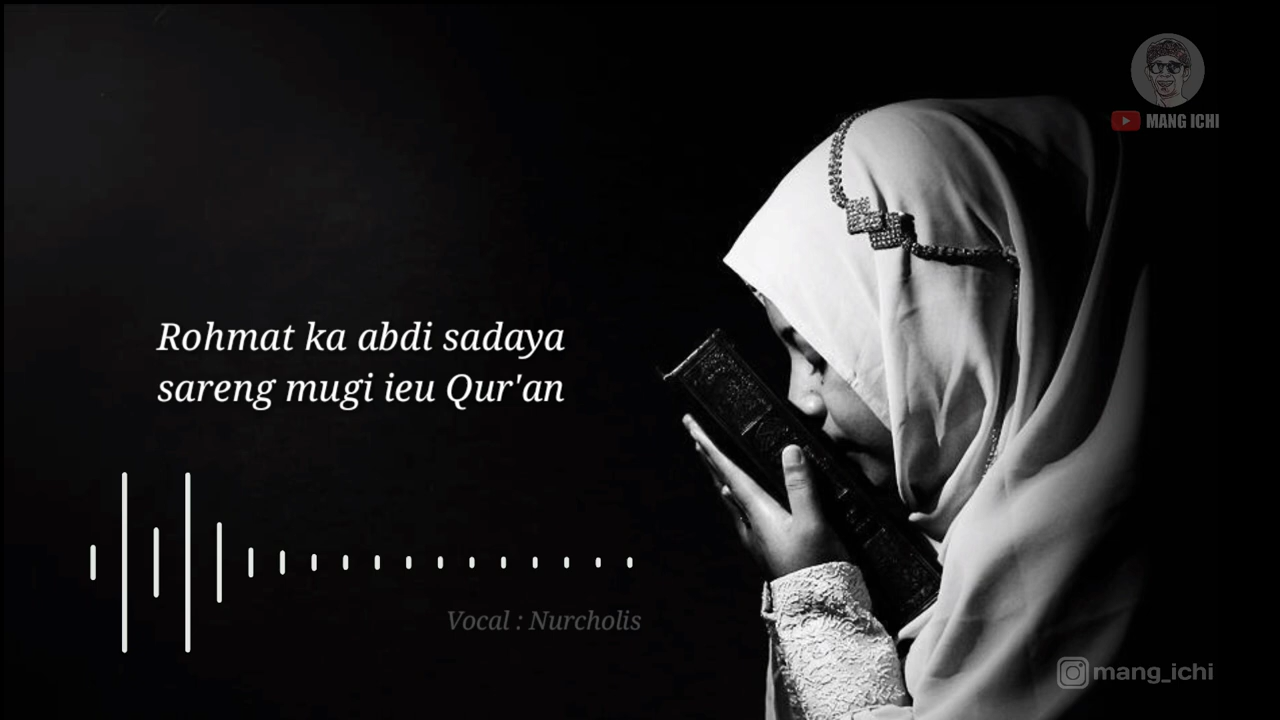 MANG ICHI
Rohmat ka abdi sadaya
sareng mugi ieu Qur'an
Vocal : Nurcholis
mang_ichi